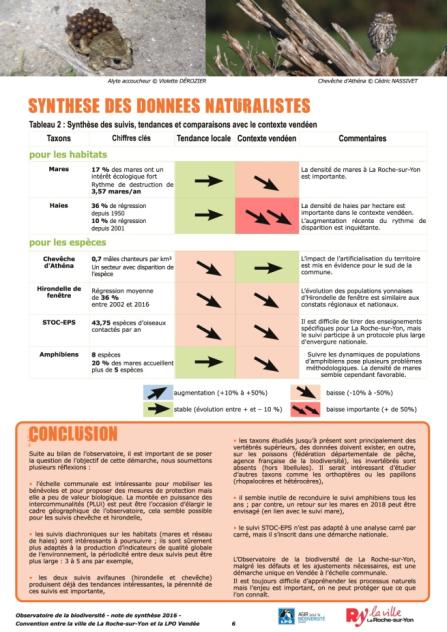 Alyte accoucheur © Violette DÉROZIER
Chevêche d'Athéna © Cédric NASSIVET
SYNTHESE DES DONNEES NATURALISTES
Tableau 2 : Synthèse des suivis, tendances et comparaisons avec le contexte vendéen
Taxons Chiffres clés Tendance locale Contexte vendéen Commentaires
pour les habitats
Mares
17 % des mares ont un
intérêt écologique fort
Rythme de destruction de
3,57 mares/an
La densité de mares à La Roche-sur-Yon
est importante.
Haies
36 % de régression
depuis 1950
10 % de régression
depuis 2001
La densité de haies par hectare est
importante dans le contexte vendéen.
L'augmentation récente du rythme de
disparition est inquiétante.
pour les espèces
Chevêche
d'Athéna
0,7 mâles chanteurs par km²
Un secteur avec disparition de
l'espèce
L'impact de l'artificialisation du territoire
est mis en évidence pour le sud de la
commune.
Hirondelle de
fenêtre
Régression moyenne
de 36 %
entre 2002 et 2016
L'évolution des populations yonnaises
d'Hirondelle de fenêtre est similaire aux
constats régionaux et nationaux.
STOC-EPS
43,75 espèces d'oiseaux
contactés par an
Il est difficile de tirer des enseignements
spécifiques pour La Roche-sur-Yon, mais
le suivi participe à un protocole plus large
d'envergure nationale.
Amphibiens
8 espèces
20 % des mares accueillent
plus de 5 espèces
Suivre les dynamiques de populations
d'amphibiens pose plusieurs problèmes
méthodologiques. La densité de mares
semble cependant favorable.
augmentation (+10% à +50%)
baisse (-10% à -50%)
stable (évolution entre + et – 10 %)
baisse importante (+ de 50%)
CONCLUSION
Suite au bilan de l'observatoire, il est important de se poser
la question de l'objectif de cette démarche, nous soumettons
plusieurs réflexions :
• l'échelle communale est intéressante pour mobiliser les
bénévoles et pour proposer des mesures de protection mais
elle a peu de valeur biologique. La montée en puissance des
intercommunalités (PLUi) est peut être l'occasion d'élargir le
cadre géographique de l'observatoire, cela semble possible
pour les suivis chevêche et hirondelle,
• les suivis diachroniques sur les habitats (mares et réseau
de haies) sont intéressants à poursuivre ; ils sont sûrement
plus adaptés à la production d'indicateurs de qualité globale
de l'environnement, la périodicité entre deux suivis peut être
plus large : 3 à 5 ans par exemple,
• les deux suivis avifaunes (hirondelle et chevêche)
produisent déjà des tendances intéressantes, la pérennité de
ces suivis est importante,
• les taxons étudiés jusqu'à présent sont principalement des
vertébrés supérieurs, des données doivent exister, en outre,
sur les poissons (fédération départementale de pêche,
agence française de la biodiversité), les invertébrés sont
absents (hors libellules). Il serait intéressant d'étudier
d'autres taxons comme les orthoptères ou les papillons
(rhopalocères et hétérocères),
• il semble inutile de reconduire le suivi amphibiens tous les
ans ; par contre, un retour sur les mares en 2018 peut être
envisagé (en lien avec le suivi mare),
• le suivi STOC-EPS n'est pas adapté à une analyse carré par
carré, mais il s'inscrit dans une démarche nationale.
L'Observatoire de la biodiversité de La Roche-sur-Yon,
malgré les défauts et les ajustements nécessaires, est une
démarche unique en Vendée à l'échelle communale.
Il est toujours difficile d'appréhender les processus naturels
mais l'enjeu est important, on ne peut protéger que ce que
l'on connaît.
Observatoire de la biodiversité - note de synthèse 2016 -
Convention entre la ville de La Roche-sur-Yon et la LPO Vendée
6
LPO
AGIR pour la
BIODIVERSITÉ
Ry la ville
La Roche-sur-Yon